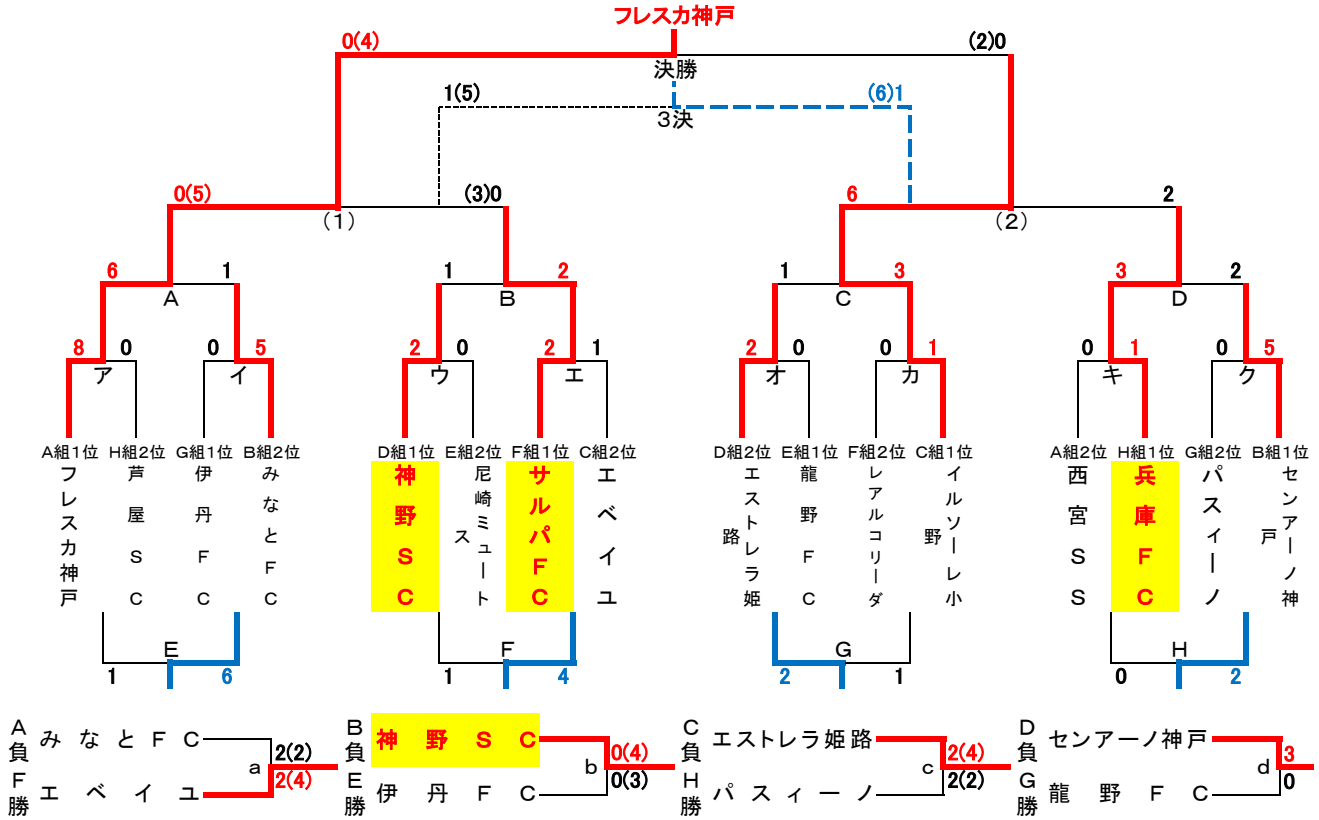 フレスカ神戸
0(4) (2)0
決勝
1(5) (6)1
3決
0(5) (3)0 6 2
(1) (2)
6 1 1 2 1 3 3 2
A B C D
8 0 0 5 2 0 2 1 2 0 0 1 0 1 0 5
ア イ ウ エ オ カ キ ク
A組1位 H組2位 G組1位 B組2位 D組1位 E組2位 F組1位 C組2位 D組2位 E組1位 F組2位 C組1位 A組2位 H組1位 G組2位 B組1位
フレスカ神戸
芦屋SC
伊丹FC
みなとFC
神野SC
尼崎ミュート
ス
サルパFC
エベイユ
エストレラ姫
路
龍野FC
レアルコリーダ
イルソーレ小
野
西宮SS
兵庫FC
パスィーノ
センアーノ神
戸
E F G H
1 6 1 4 2 1 0 2
A負 みなとFC 2(2)
a
F勝 エベイユ 2(4)
B負 神野SC 0(4)
b
E勝 伊丹FC 0(3)
C負 エストレラ姫路 2(4)
c
H勝 パスィーノ 2(2)
D負 センアーノ神戸 3
d
G勝 龍野FC 0